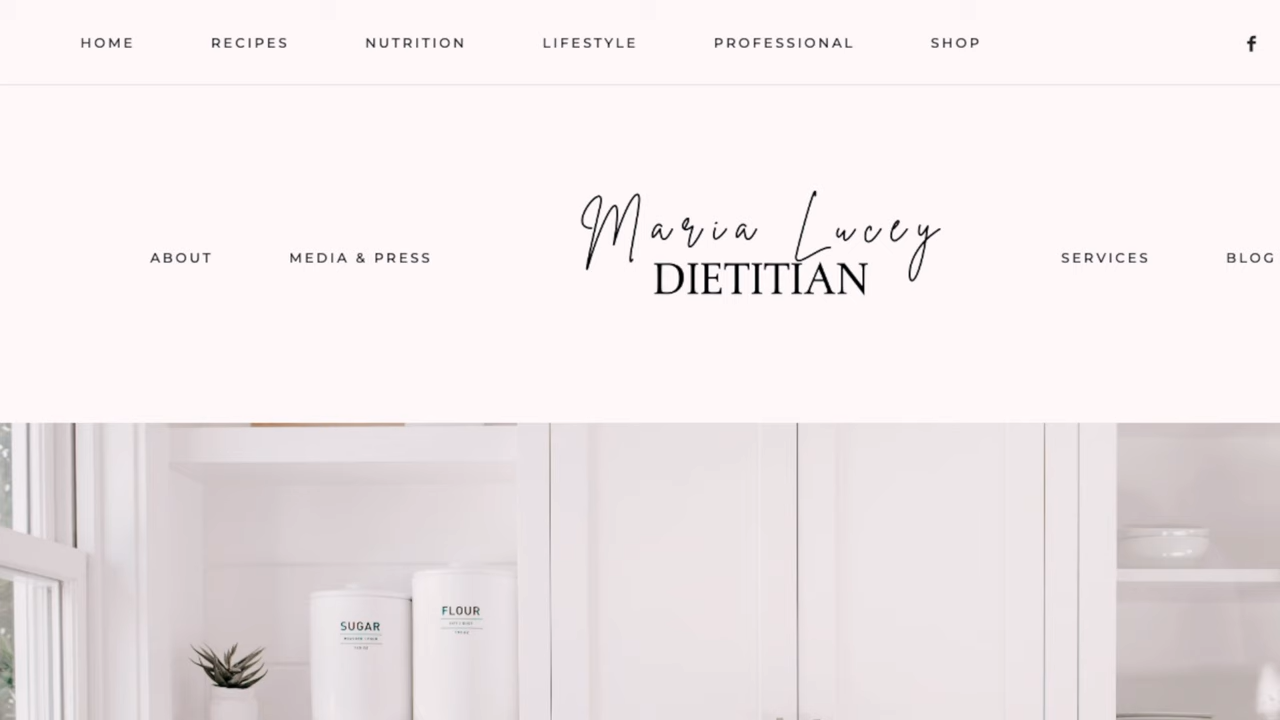 HOME RECIPES NUTRITION LIFESTYLE PROFESSIONAL SHOP
Maria Lucey
ABOUT MEDIA & PRESS DIETITIAN SERVICES BLOG
FLOUR
SUGAR